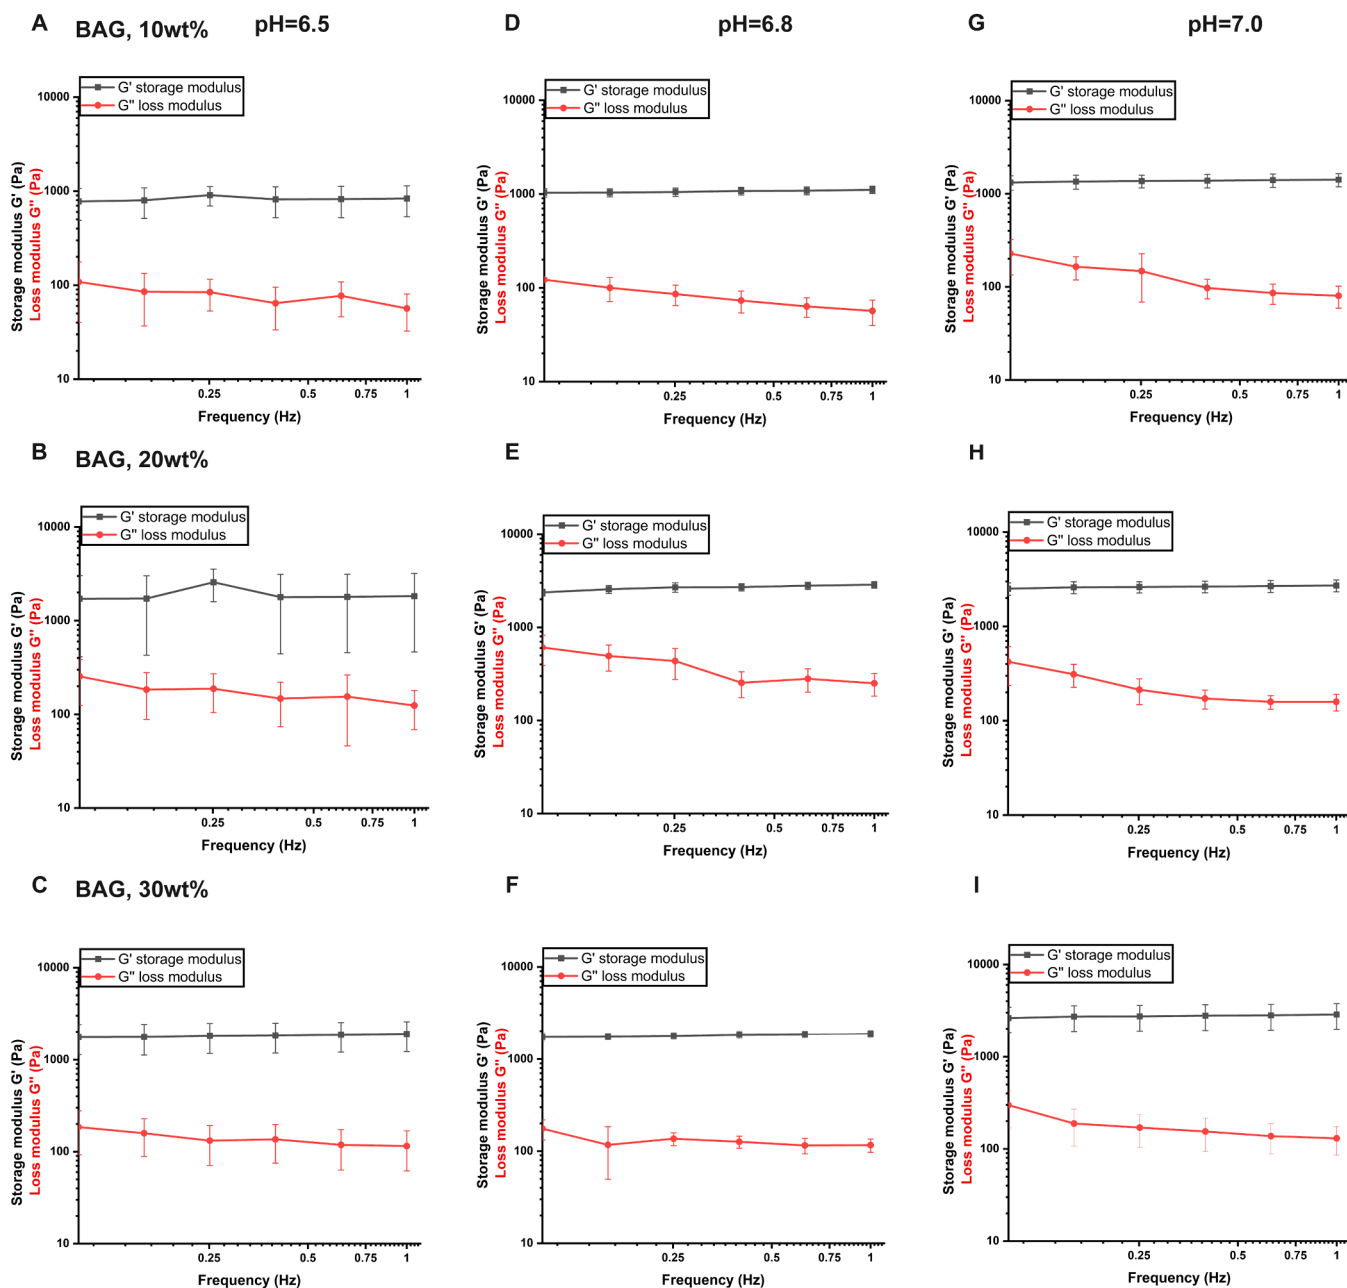 A BAG, 10wt% pH=6.5
G' storage modulus
G" loss modulus
10000
1000
100
10
Storage modulus G' (Pa)
Loss modulus G" (Pa)
0.25 0.5 0.75 1
Frequency (Hz)
D pH=6.8
G' storage modulus
G" loss modulus
10000
1000
100
10
Storage modulus G' (Pa)
Loss modulus G" (Pa)
0.25 0.5 0.75 1
Frequency (Hz)
G pH=7.0
G' storage modulus
G" loss modulus
10000
1000
100
10
Storage modulus G' (Pa)
Loss modulus G" (Pa)
0.25 0.5 0.75 1
Frequency (Hz)
B BAG, 20wt%
G' storage modulus
G" loss modulus
10000
1000
100
10
Storage modulus G' (Pa)
Loss modulus G" (Pa)
0.25 0.5 0.75 1
Frequency (Hz)
E
G' storage modulus
G" loss modulus
10000
1000
100
10
Storage modulus G' (Pa)
Loss modulus G" (Pa)
0.25 0.5 0.75 1
Frequency (Hz)
H
G' storage modulus
G" loss modulus
10000
1000
100
10
Storage modulus G' (Pa)
Loss modulus G" (Pa)
0.25 0.5 0.75 1
Frequency (Hz)
C BAG, 30wt%
G' storage modulus
G" loss modulus
10000
1000
100
10
Storage modulus G' (Pa)
Loss modulus G" (Pa)
0.25 0.5 0.75 1
Frequency (Hz)
F
G' storage modulus
G" loss modulus
10000
1000
100
10
Storage modulus G' (Pa)
Loss modulus G" (Pa)
0.25 0.5 0.75 1
Frequency (Hz)
I
G' storage modulus
G" loss modulus
10000
1000
100
10
Storage modulus G' (Pa)
Loss modulus G" (Pa)
0.25 0.5 0.75 1
Frequency (Hz)